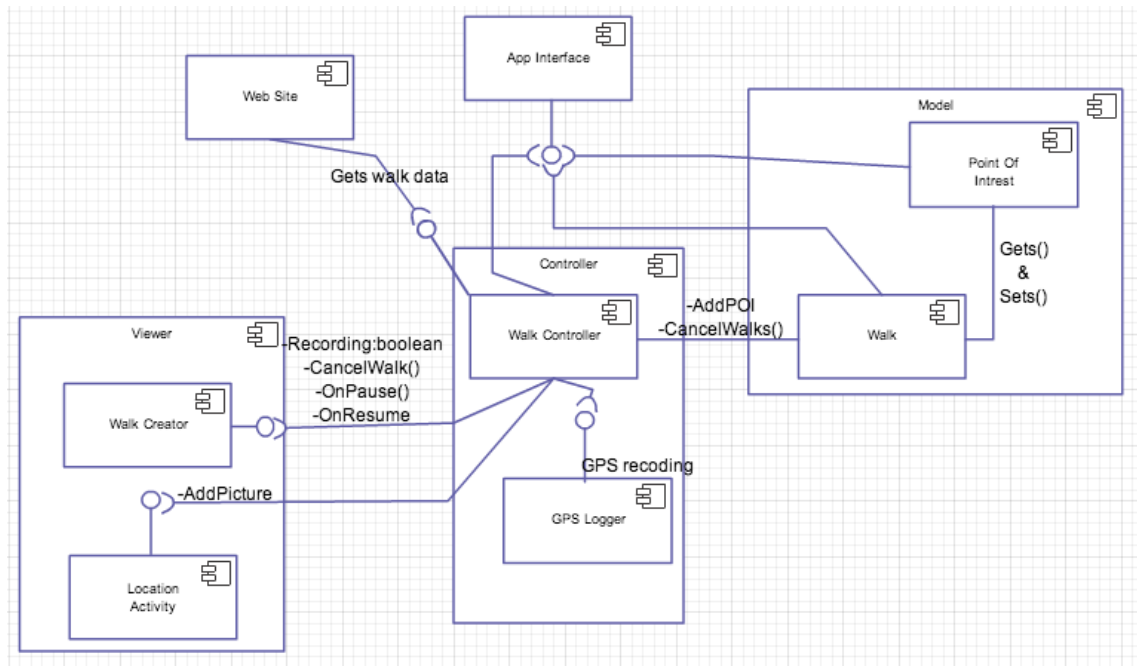 App Interface
Web Site
Model
Point Of
Intrest
Gets walk data
Controller
Gets()
&
Sets()
Walk Controller
-AddPOI
-CancelWalks()
Walk
Viewer
-Recording:boolean
-CancelWalk()
-OnPause()
-OnResume
Walk Creator
GPS recoding
-AddPicture
GPS Logger
Location
Activity